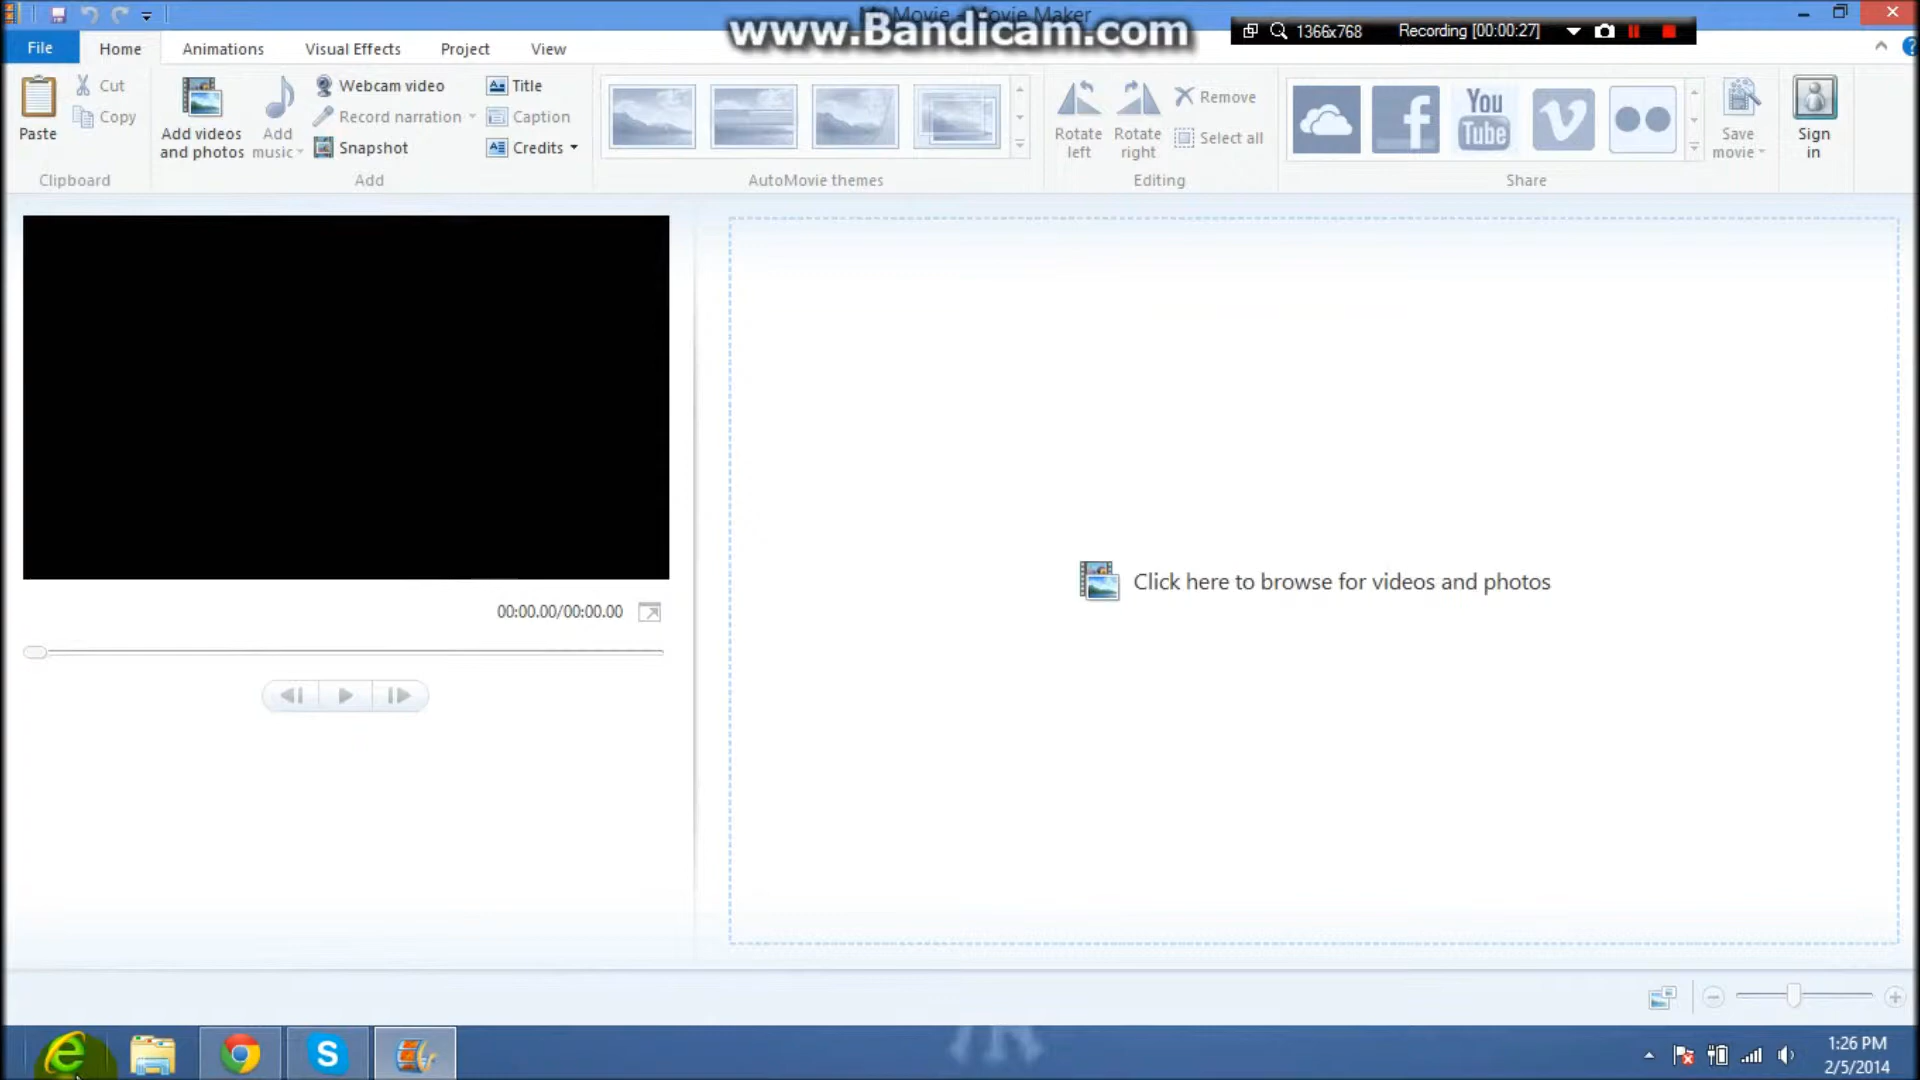 Movie - Movie Maker
www.Bandicam.com
1366x768 Recording [00:00:27]
File Home Animations Visual Effects Project View
Paste
Cut
Copy
Clipboard
Add videos
and photos
Add
music
Webcam video
Record narration
Snapshot
Title
Caption
Credits
Add
AutoMovie themes
Rotate
left
Rotate
right
Remove
Select all
Editing
You
Tube
Share
Save
movie
Sign
in
00:00.00/00:00.00
Click here to browse for videos and photos
1:26 PM
2/5/2014